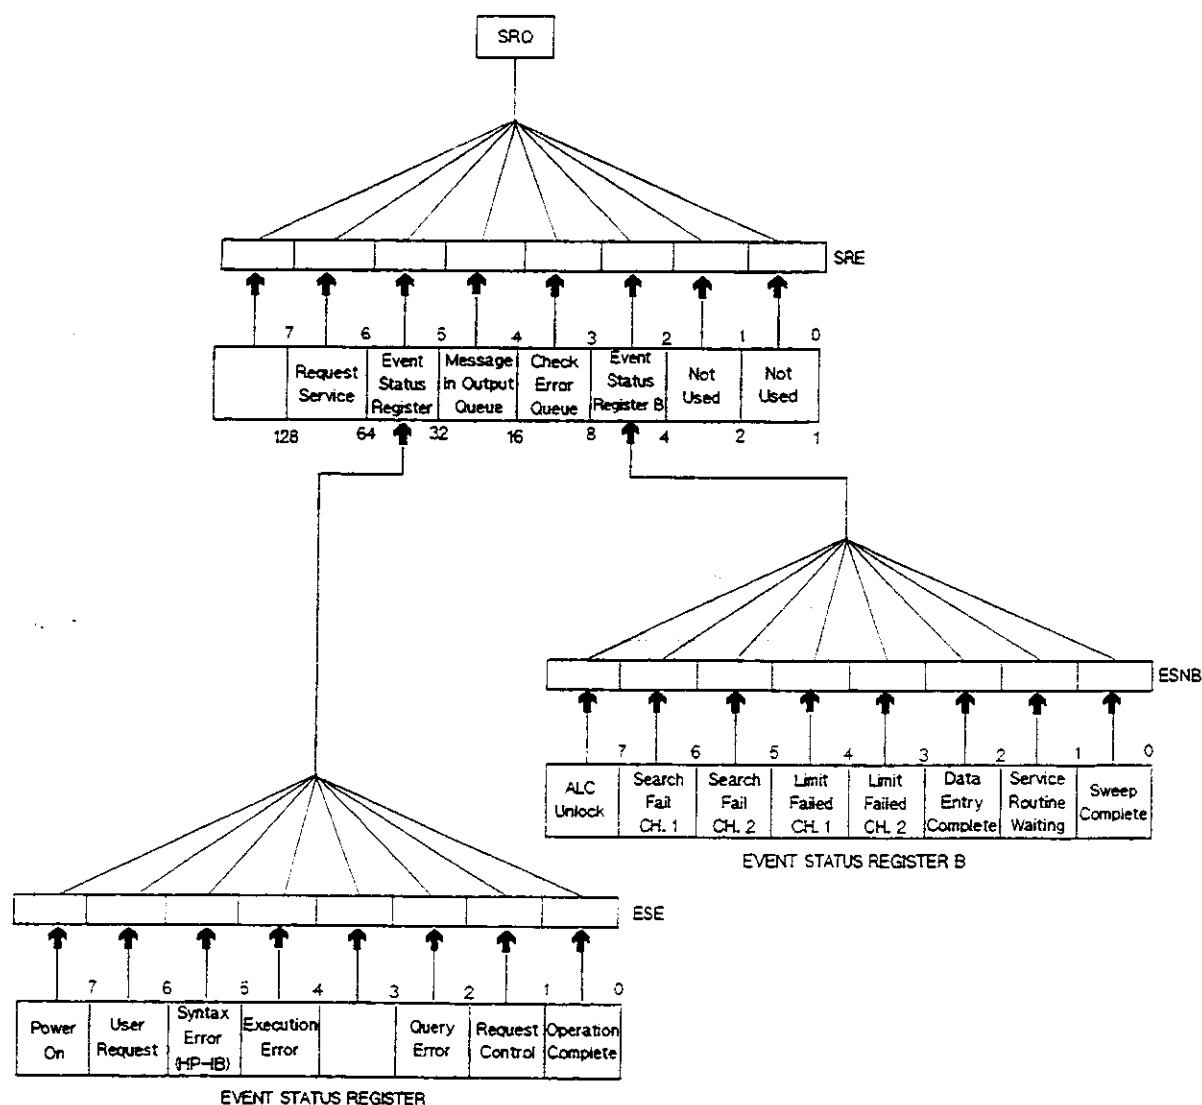 SRQ
SRE
7 6 5 4 3 2 1 0
Request Service
Event Status Register
Message in Output Queue
Check Error Queue
Event Status Register B
Not Used
Not Used
128 64 32 16 8 4 2 1
ESNB
7 6 5 4 3 2 1 0
ALC Unlock
Search Fail CH. 1
Search Fail CH. 2
Limit Failed CH. 1
Limit Failed CH. 2
Data Entry Complete
Service Routine Waiting
Sweep Complete
EVENT STATUS REGISTER B
ESE
7 6 5 4 3 2 1 0
Power On
User Request
Syntax Error (HP-IB)
Execution Error
Query Error
Request Control
Operation Complete
EVENT STATUS REGISTER